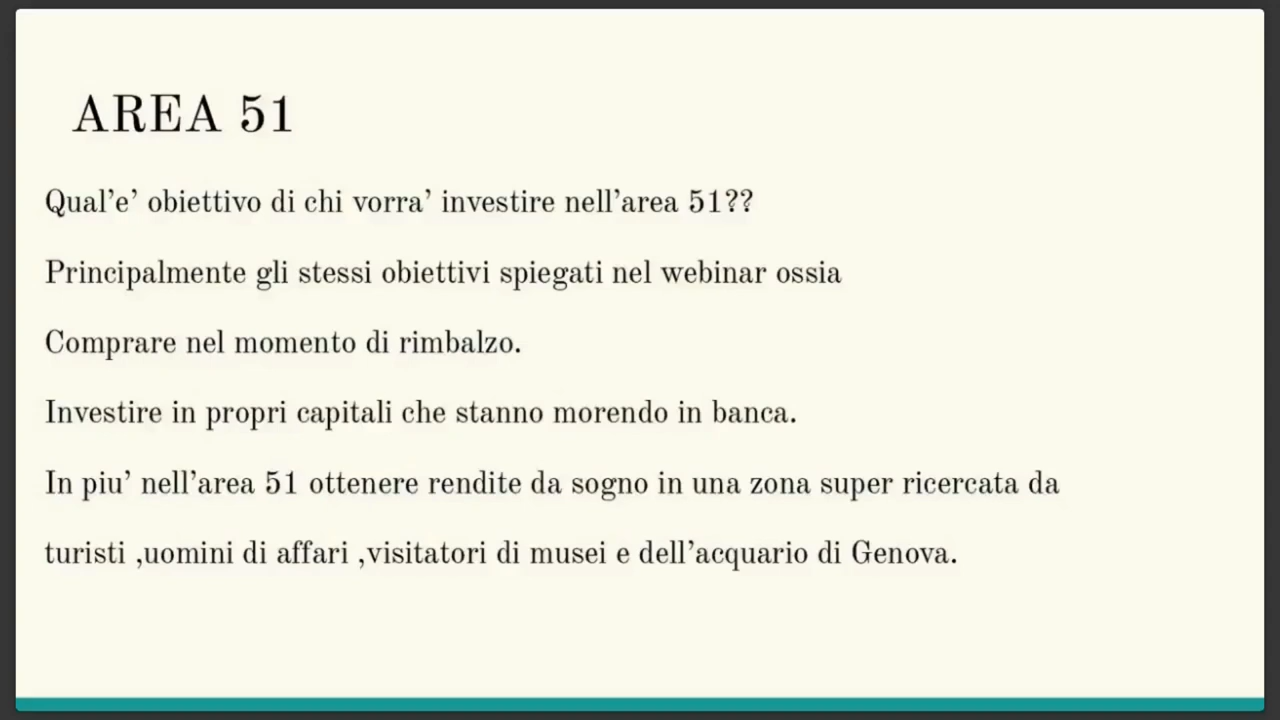 AREA 51
Qual’e’ obiettivo di chi vorra’ investire nell’area 51??
Principalmente gli stessi obiettivi spiegati nel webinar ossia
Comprare nel momento di rimbalzo.
Investire in propri capitali che stanno morendo in banca.
In piu’ nell’area 51 ottenere rendite da sogno in una zona super ricercata da
turisti ,uomini di affari ,visitatori di musei e dell’acquario di Genova.